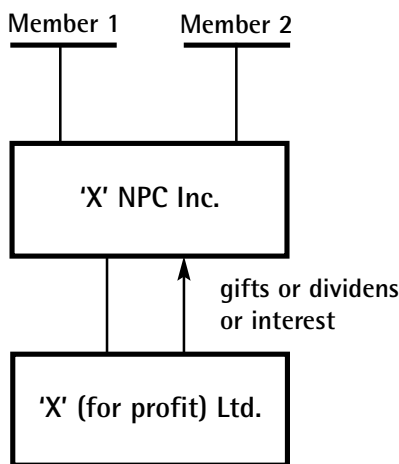 Member 1
Member 2
‘X’ NPC Inc.
gifts or dividens
or interest
‘X’ (for profit) Ltd.